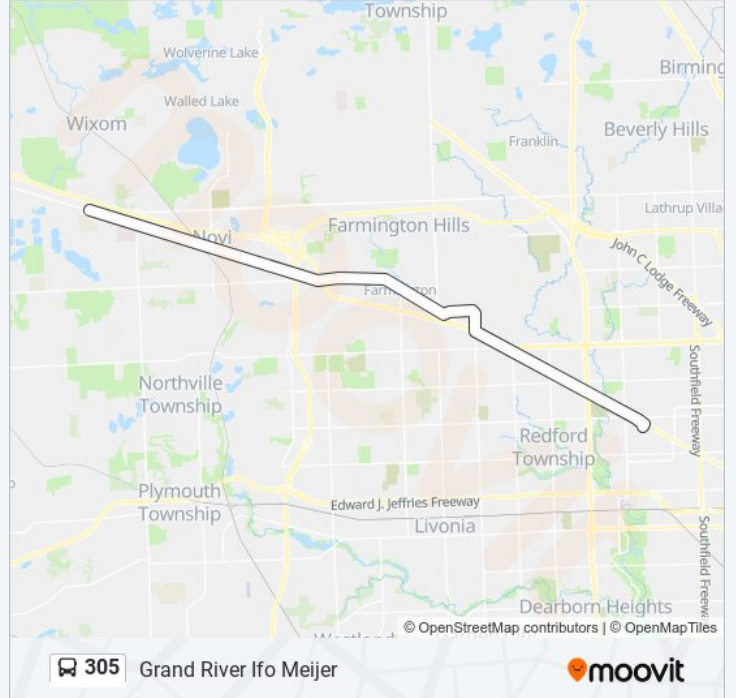 Township
Wolverine Lake
Birming
Walled Lake
Wixom
Beverly Hills
Franklin
Lathrup Villa
Farmington Hills
Novi
John C Lodge Freeway
Farmington
Southfield Freeway
Northville
Township
Redford
Township
Plymouth
Township
Edward J. Jeffries Freeway
Livonia
Southfield Freewa
Dearborn Heights
© OpenStreetMap contributors | © OpenMapTiles
305 Grand River Ifo Meijer
moovit